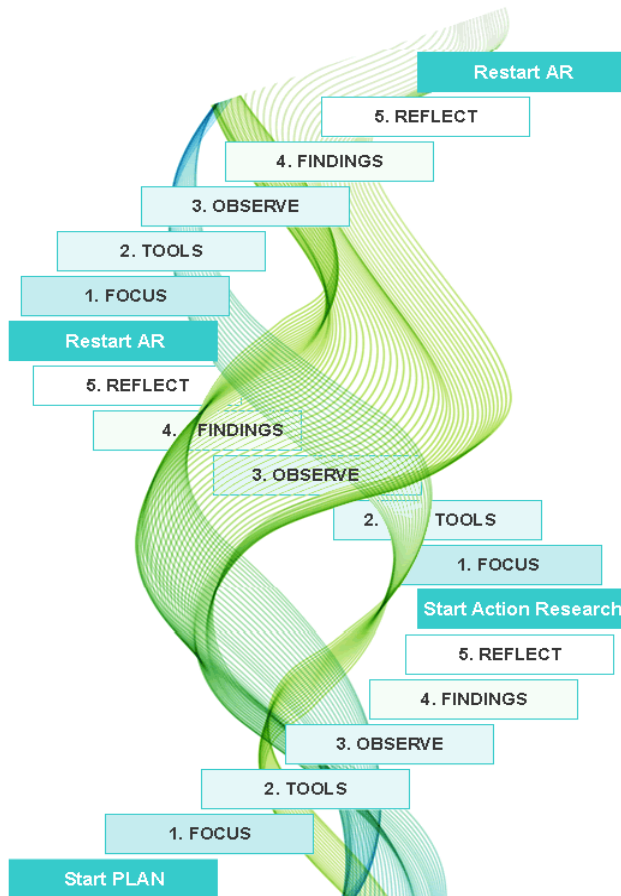 Restart AR
5. REFLECT
4. FINDINGS
3. OBSERVE
2. TOOLS
1. FOCUS
Restart AR
5. REFLECT
4. FINDINGS
3. OBSERVE
2. TOOLS
1. FOCUS
Start Action Research
5. REFLECT
4. FINDINGS
3. OBSERVE
2. TOOLS
1. FOCUS
Start PLAN